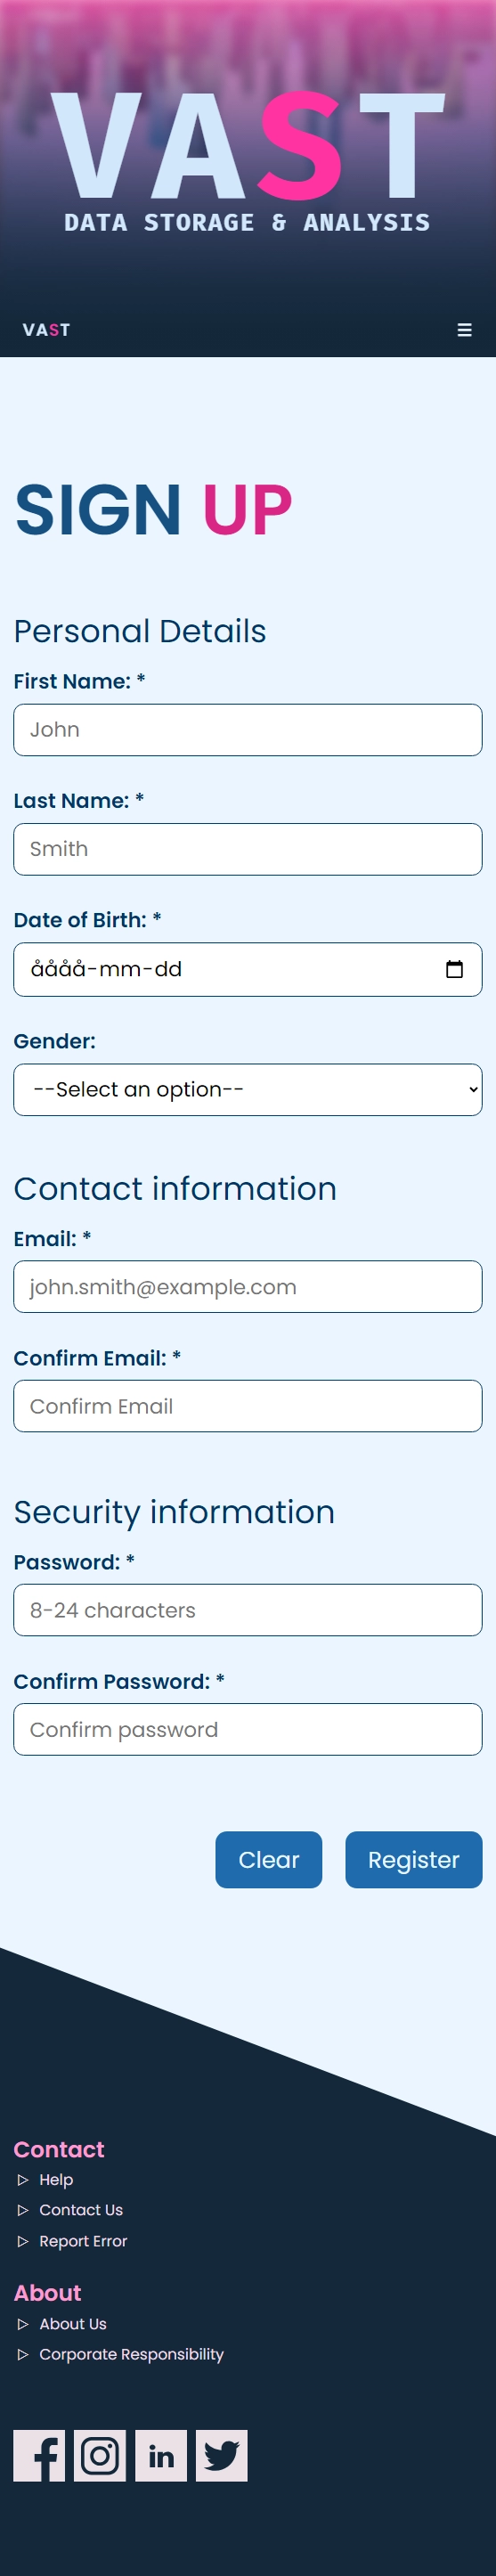 VAST
DATA STORAGE & ANALYSIS
VAST
SIGN UP
Personal Details
First Name: *
John
Last Name: *
Smith
Date of Birth: *
åååå-mm-dd
Gender:
--Select an option--
Contact information
Email: *
john.smith@example.com
Confirm Email: *
Confirm Email
Security information
Password: *
8-24 characters
Confirm Password: *
Confirm password
Clear Register
Contact
Help
Contact Us
Report Error
About
About Us
Corporate Responsibility